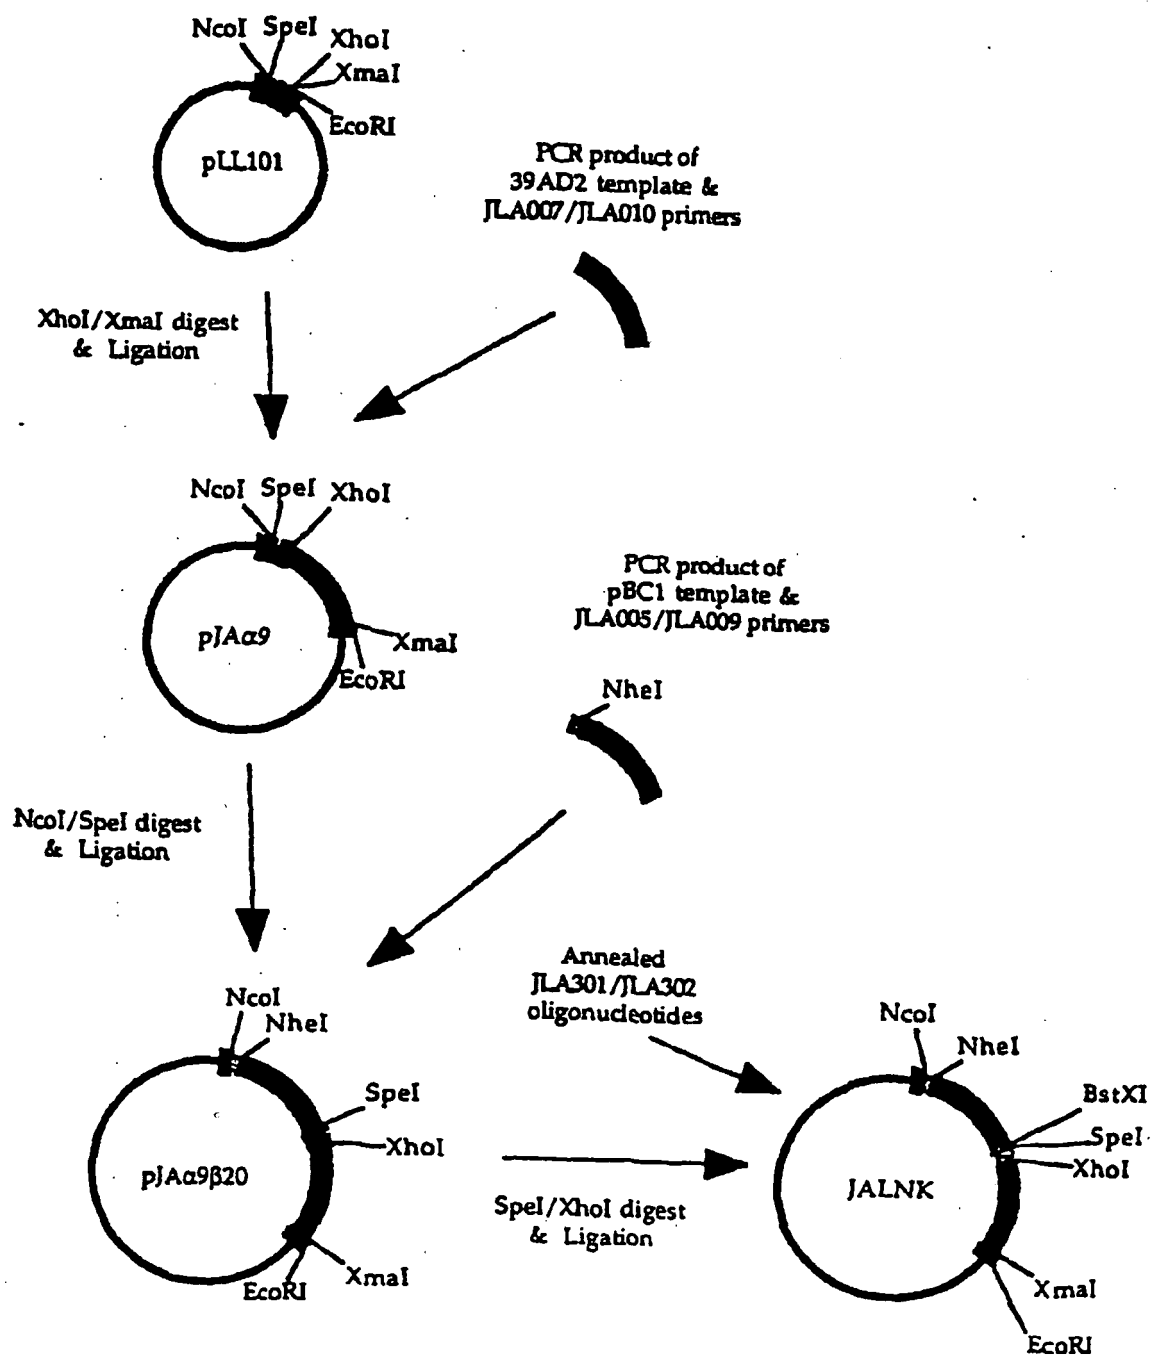 NcoI SpeI
XhoI
XmaI
EcoRI
pLL101
PCR product of
39AD2 template &
JLA007/JLA010 primers
XhoI/XmaI digest
& Ligation
NcoI SpeI XhoI
pJAα9
XmaI
EcoRI
PCR product of
pBC1 template &
JLA005/JLA009 primers
NheI
NcoI/SpeI digest
& Ligation
Annealed
JLA301/JLA302
oligonucleotides
NcoI
NheI
SpeI
XhoI
pJAα9β20
XmaI
EcoRI
SpeI/XhoI digest
& Ligation
NcoI
NheI
BstXI
SpeI
XhoI
JALNK
XmaI
EcoRI